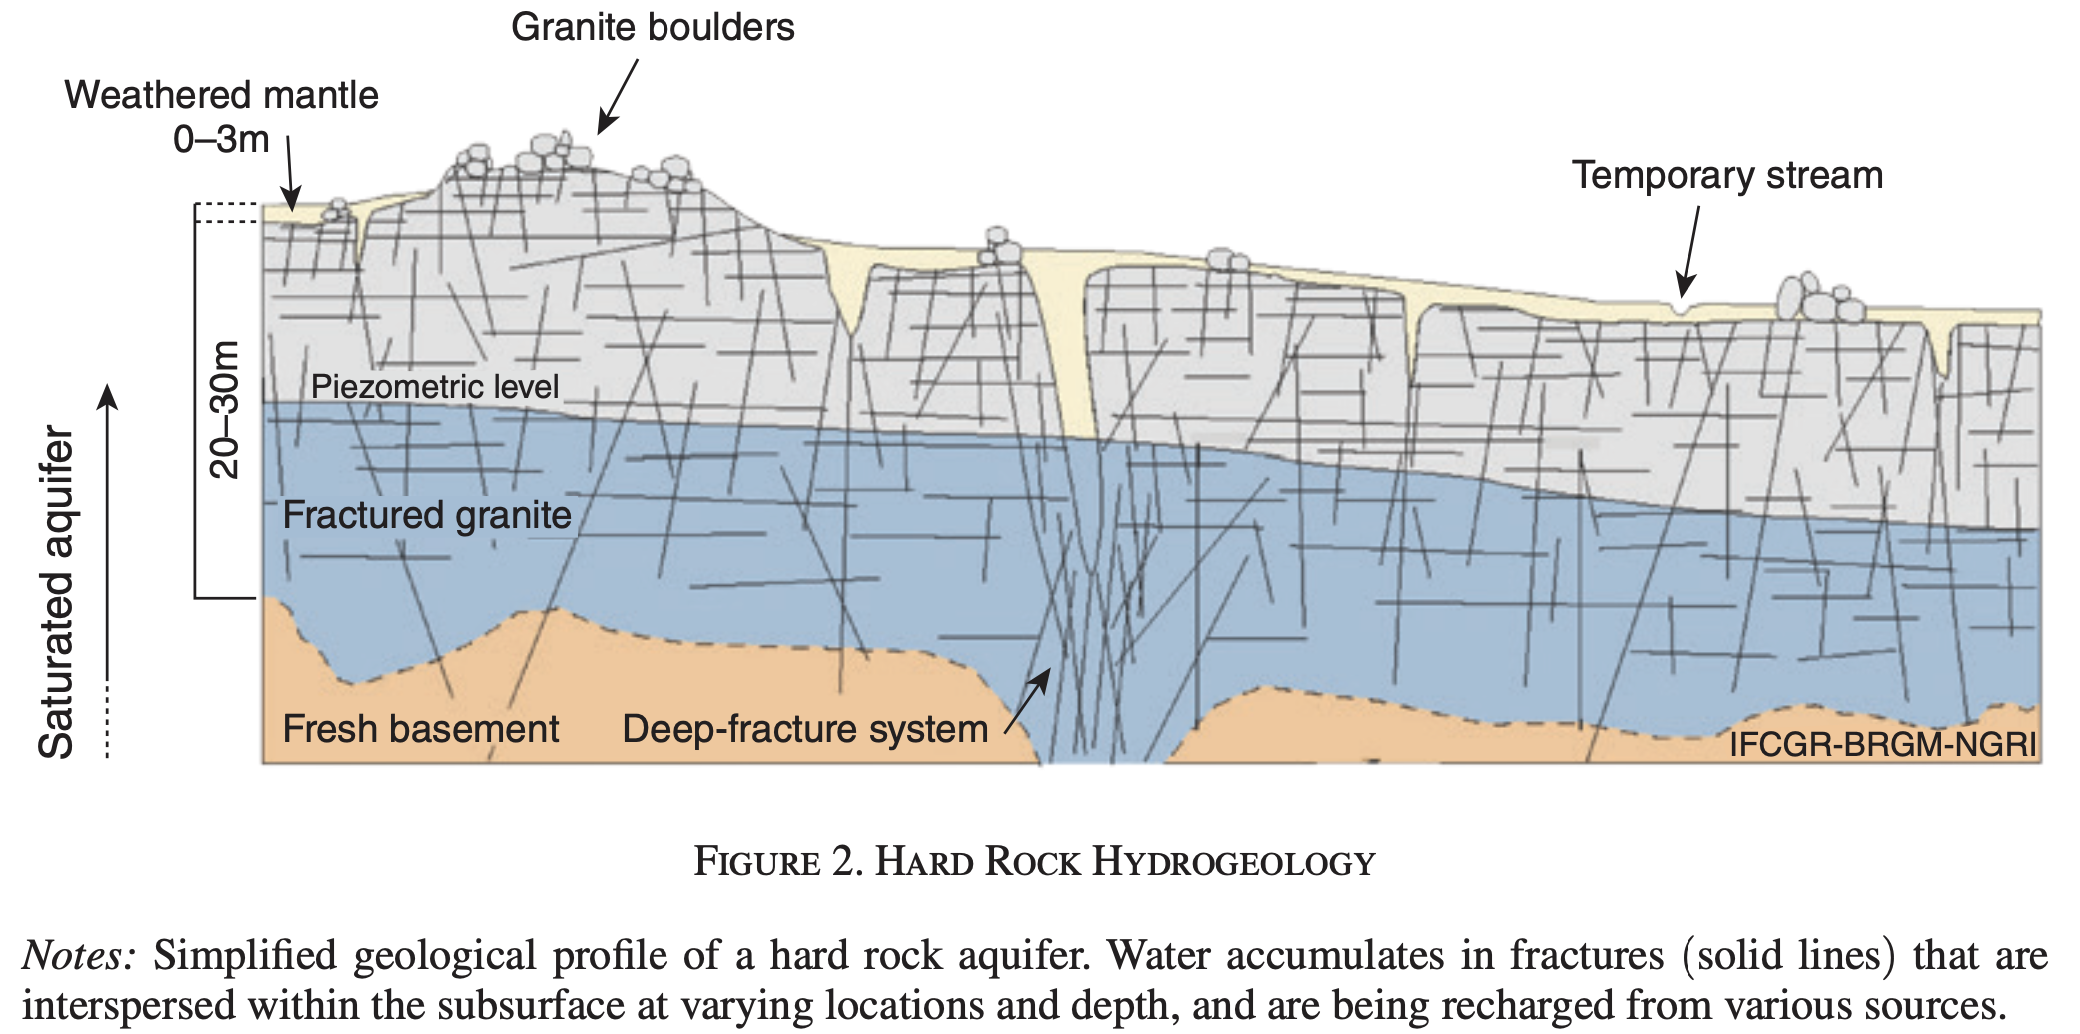 Granite boulders
Weathered mantle
0–3m
Temporary stream
Piezometric level
20–30m
Saturated aquifer
Fractured granite
Fresh basement
Deep-fracture system
IFCGR-BRGM-NGRI
Figure 2. Hard Rock Hydrogeology
Notes: Simplified geological profile of a hard rock aquifer. Water accumulates in fractures (solid lines) that are
interspersed within the subsurface at varying locations and depth, and are being recharged from various sources.